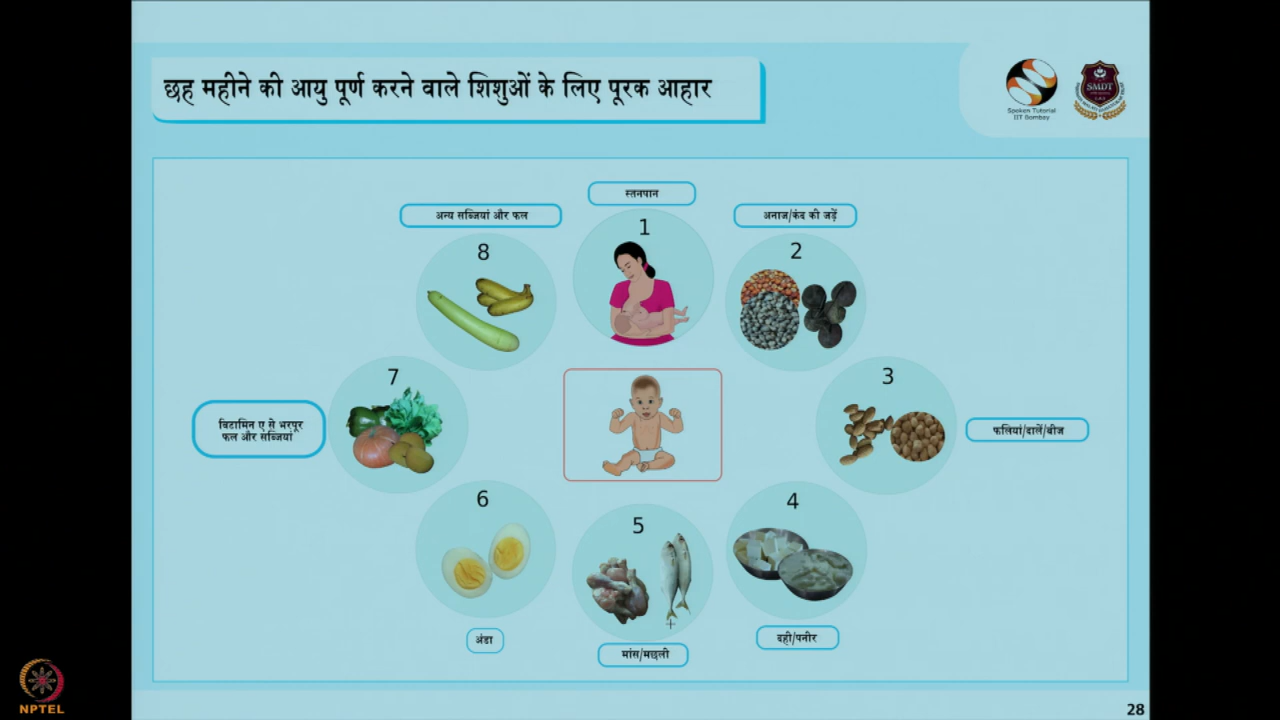 छह महीने की आयु पूर्ण करने वाले शिशुओं के लिए पूरक आहार
Spoken Tutorial
IIT Bombay
SMDT
स्तनपान
1
अनाज/कंद की जड़ें
2
फलियां/दालें/बीज
3
4
दही/पनीर
5
मांस/मछली
6
अंडा
7
विटामिन ए से भरपूर
फल और सब्जियां
अन्य सब्जियां और फल
8
NPTEL
28